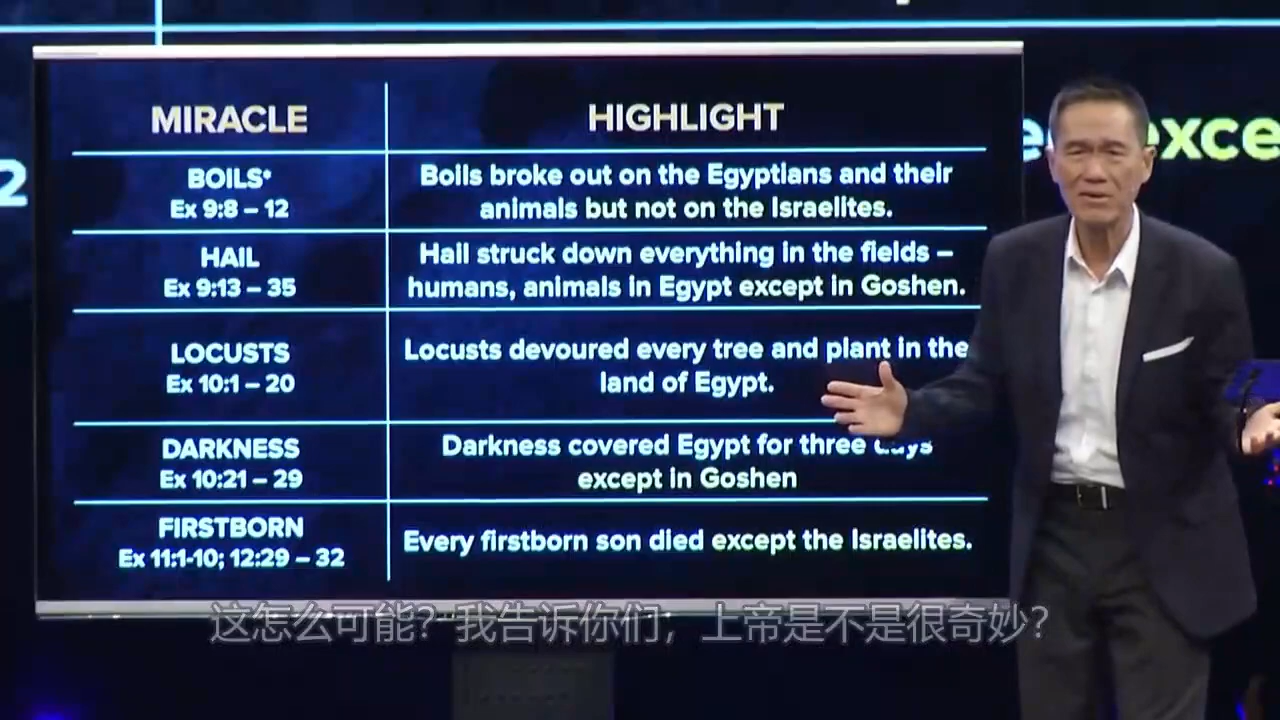 MIRACLE
HIGHLIGHT
BOILS*
Ex 9:8 – 12
Boils broke out on the Egyptians and their
animals but not on the Israelites.
HAIL
Ex 9:13 – 35
Hail struck down everything in the fields –
humans, animals in Egypt except in Goshen.
LOCUSTS
Ex 10:1 – 20
Locusts devoured every tree and plant in the
land of Egypt.
DARKNESS
Ex 10:21 – 29
Darkness covered Egypt for three days
except in Goshen
FIRSTBORN
Ex 11:1-10; 12:29 – 32
Every firstborn son died except the Israelites.
2
这怎么可能？我告诉你们，上帝是不是很奇妙？